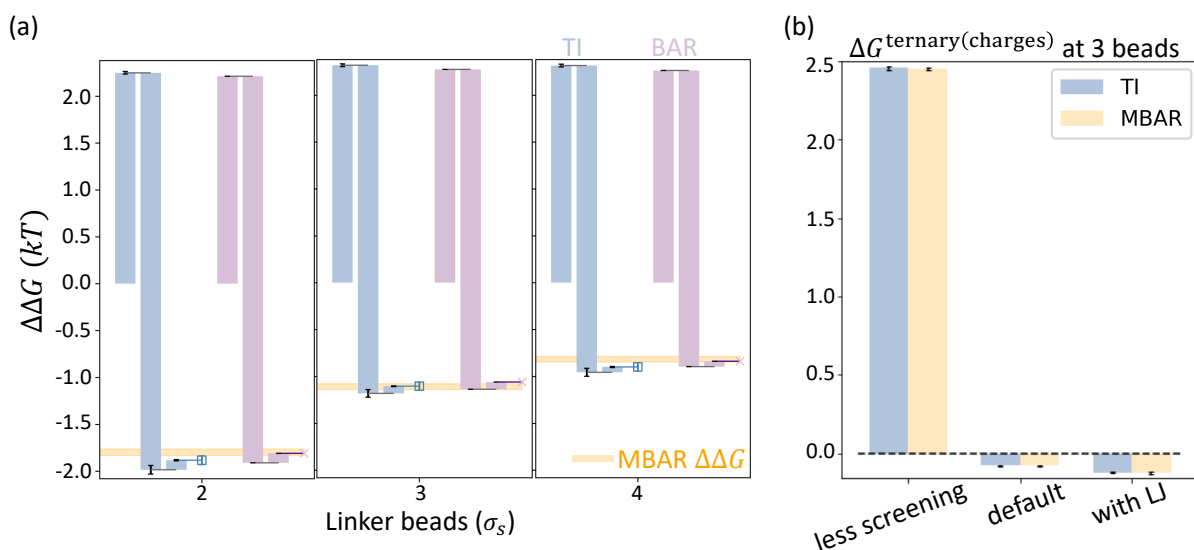 (a)
TI BAR
2.0
1.5
1.0
0.5
0.0
-0.5
-1.0
-1.5
-2.0
ΔΔG (kT)
MBAR ΔΔG
2 3 4
Linker beads (σ_s)
(b)
ΔG^ternary(charges) at 3 beads
TI
MBAR
2.5
2.0
1.5
1.0
0.5
0.0
less screening default with LJ